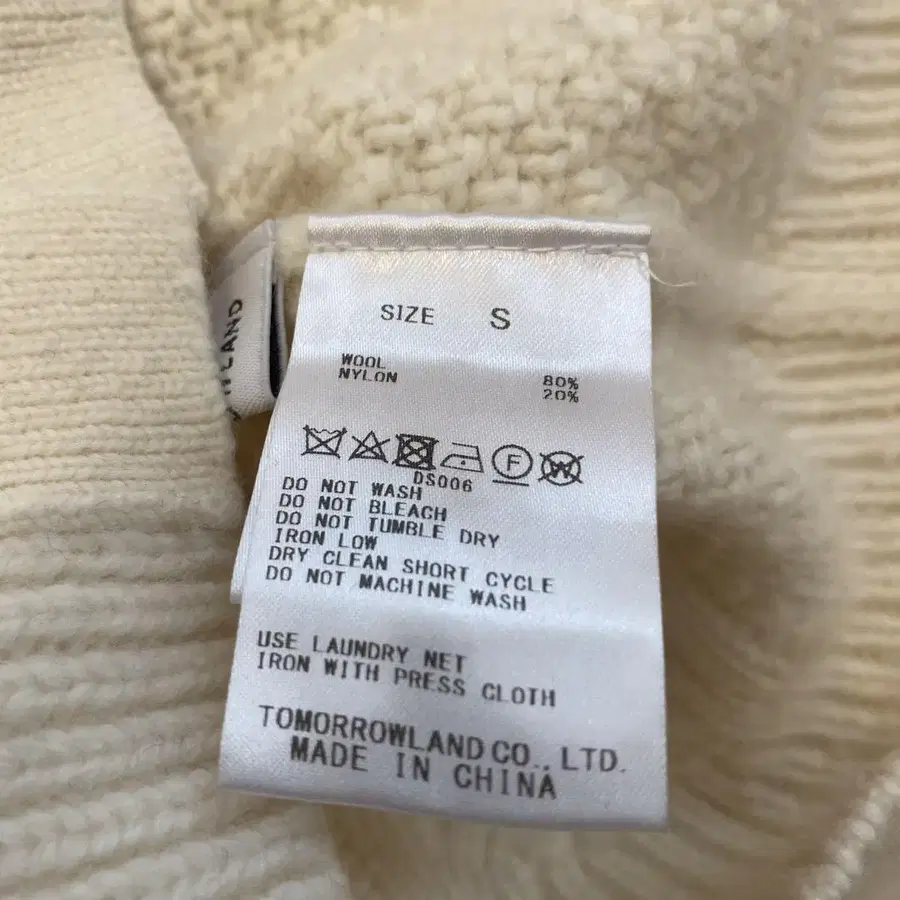 SIZE S
WOOL 80%
NYLON 20%
F W
DS006
DO NOT WASH
DO NOT BLEACH
DO NOT TUMBLE DRY
IRON LOW
DRY CLEAN SHORT CYCLE
DO NOT MACHINE WASH
USE LAUNDRY NET
IRON WITH PRESS CLOTH
TOMORROWLAND CO., LTD.
MADE IN CHINA